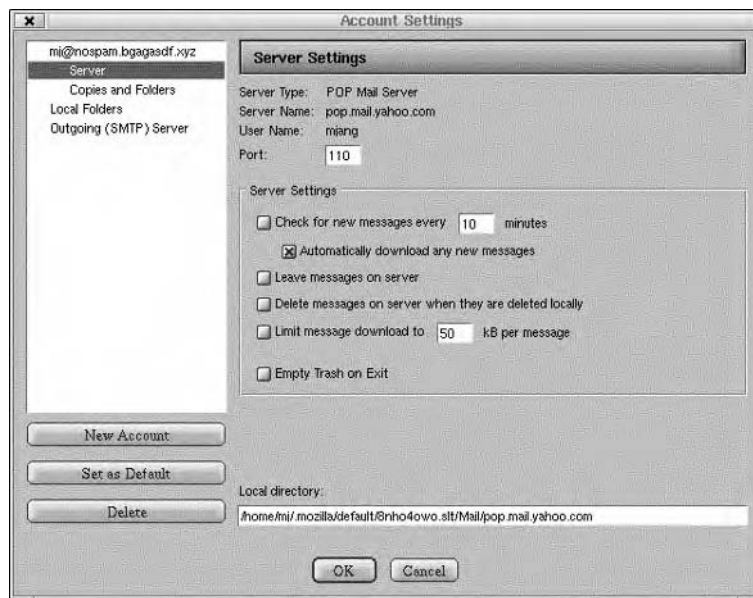 Account Settings
mj@nospam.bgagasdf.xyz
Server
Copies and Folders
Local Folders
Outgoing (SMTP) Server
New Account
Set as Default
Delete
Server Settings
Server Type: POP Mail Server
Server Name: pop.mail.yahoo.com
User Name: mjang
Port: 110
Server Settings
Check for new messages every 10 minutes
Automatically download any new messages
Leave messages on server
Delete messages on server when they are deleted locally
Limit message download to 50 kB per message
Empty Trash on Exit
Local directory:
/home/mj/.mozilla/default/8nho4owo.slt/Mail/pop.mail.yahoo.com
OK Cancel